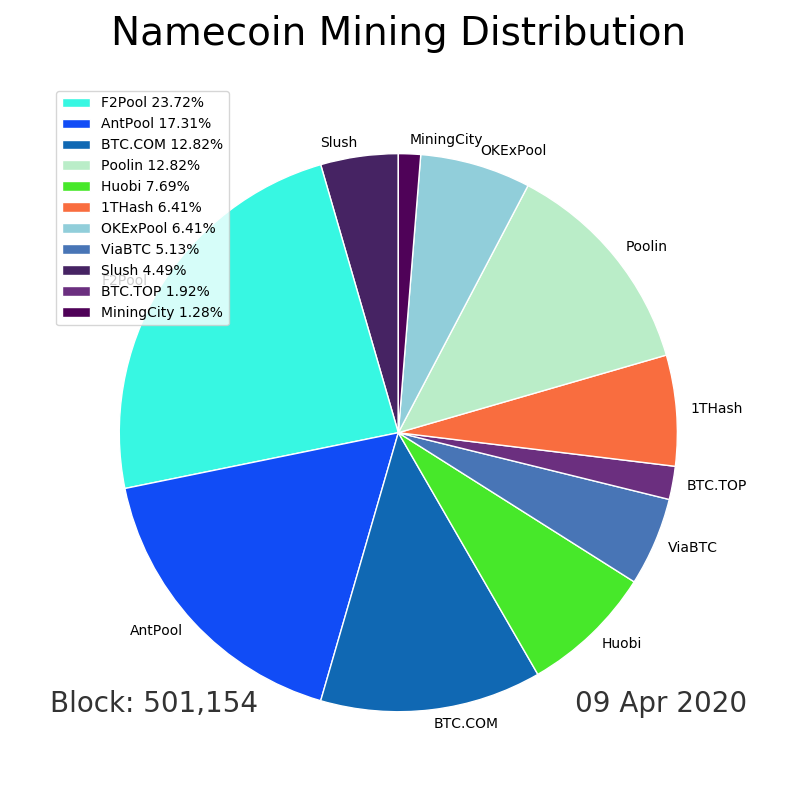 Namecoin Mining Distribution
F2Pool 23.72%
AntPool 17.31%
BTC.COM 12.82%
Poolin 12.82%
Huobi 7.69%
1THash 6.41%
OKExPool 6.41%
ViaBTC 5.13%
Slush 4.49%
BTC.TOP 1.92%
MiningCity 1.28%
F2Pool
Slush
MiningCity
OKExPool
Poolin
1THash
BTC.TOP
ViaBTC
Huobi
BTC.COM
AntPool
Block: 501,154
09 Apr 2020